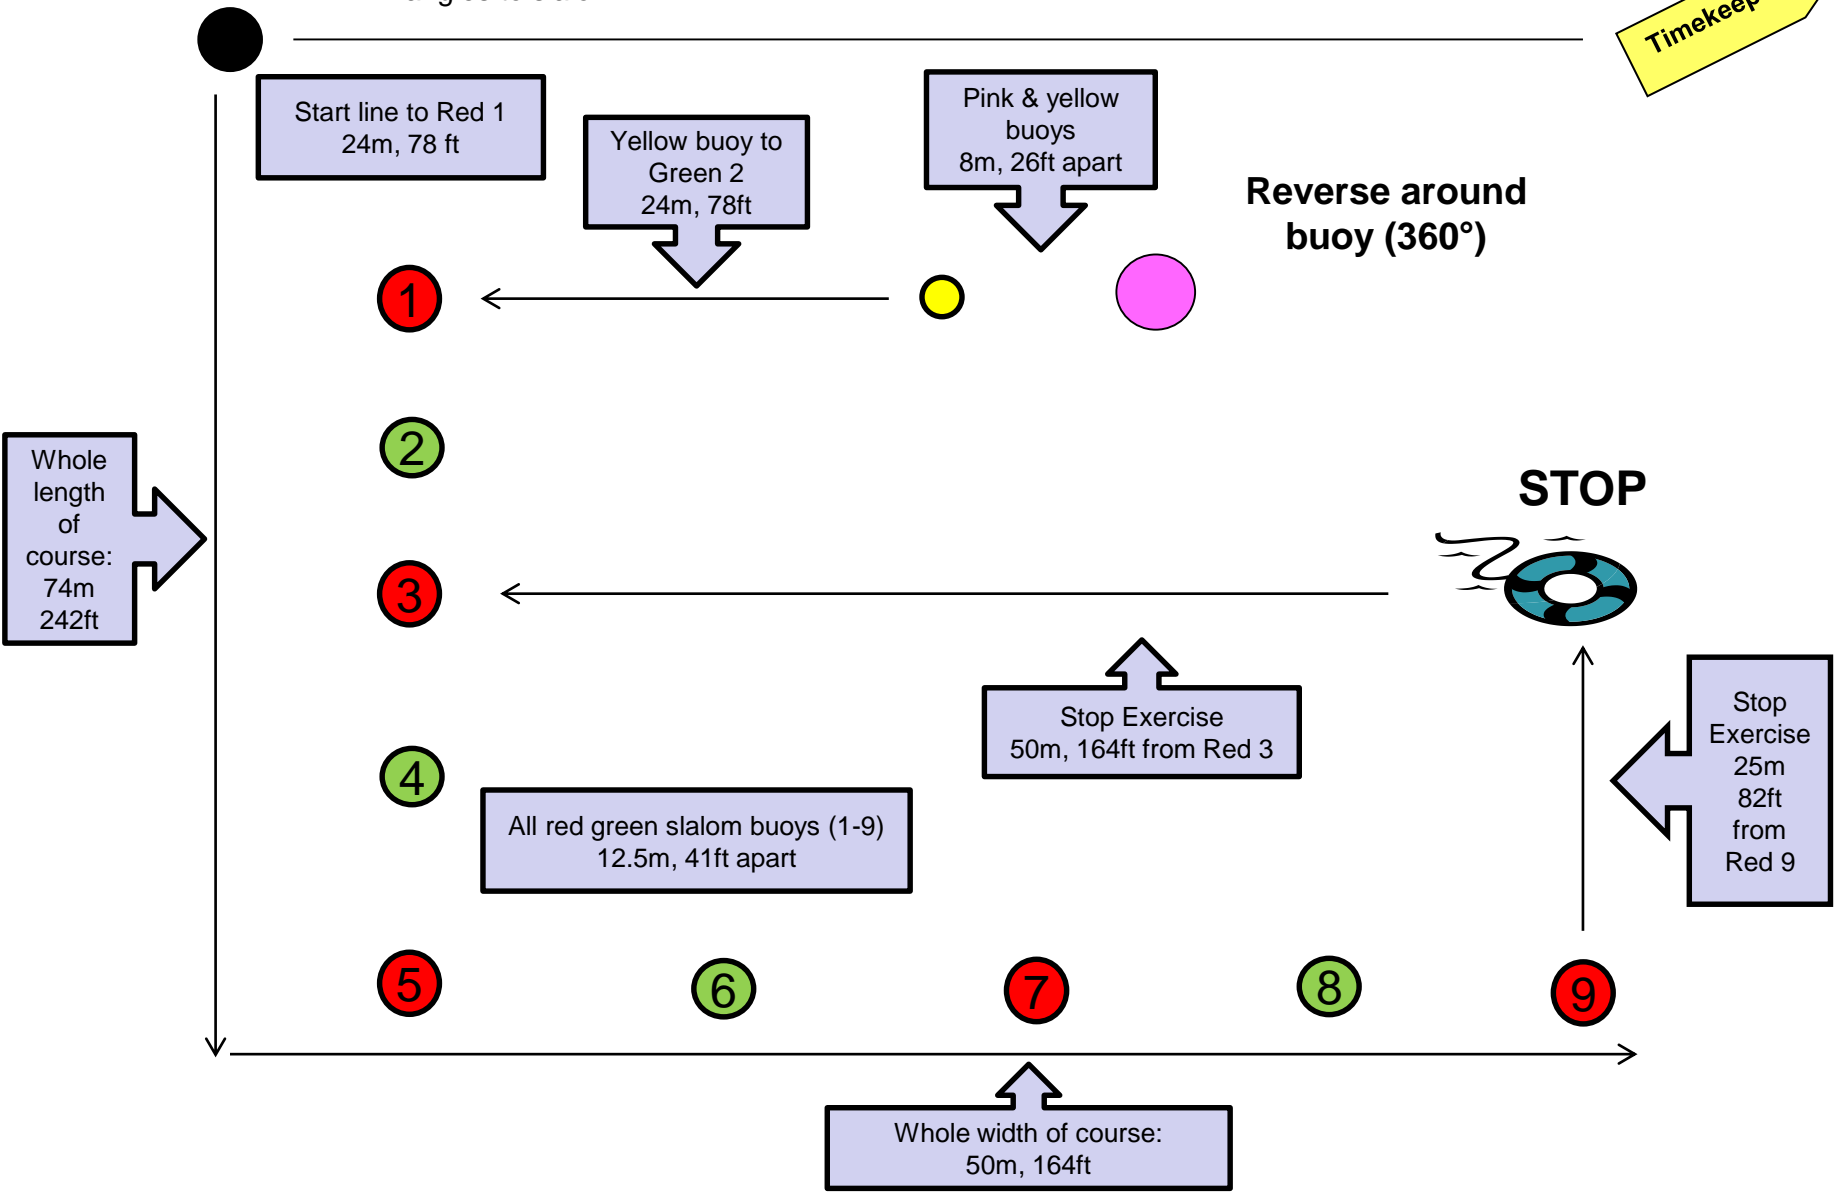 Start line to Red 1
24m, 78 ft
Yellow buoy to
Green 2
24m, 78ft
Pink & yellow
buoys
8m, 26ft apart
Reverse around
buoy (360°)
1
2
Whole
length
of
course:
74m
242ft
STOP
3
Stop Exercise
50m, 164ft from Red 3
Stop
Exercise
25m
82ft
from
Red 9
4
All red green slalom buoys (1-9)
12.5m, 41ft apart
5
6
7
8
9
Whole width of course:
50m, 164ft